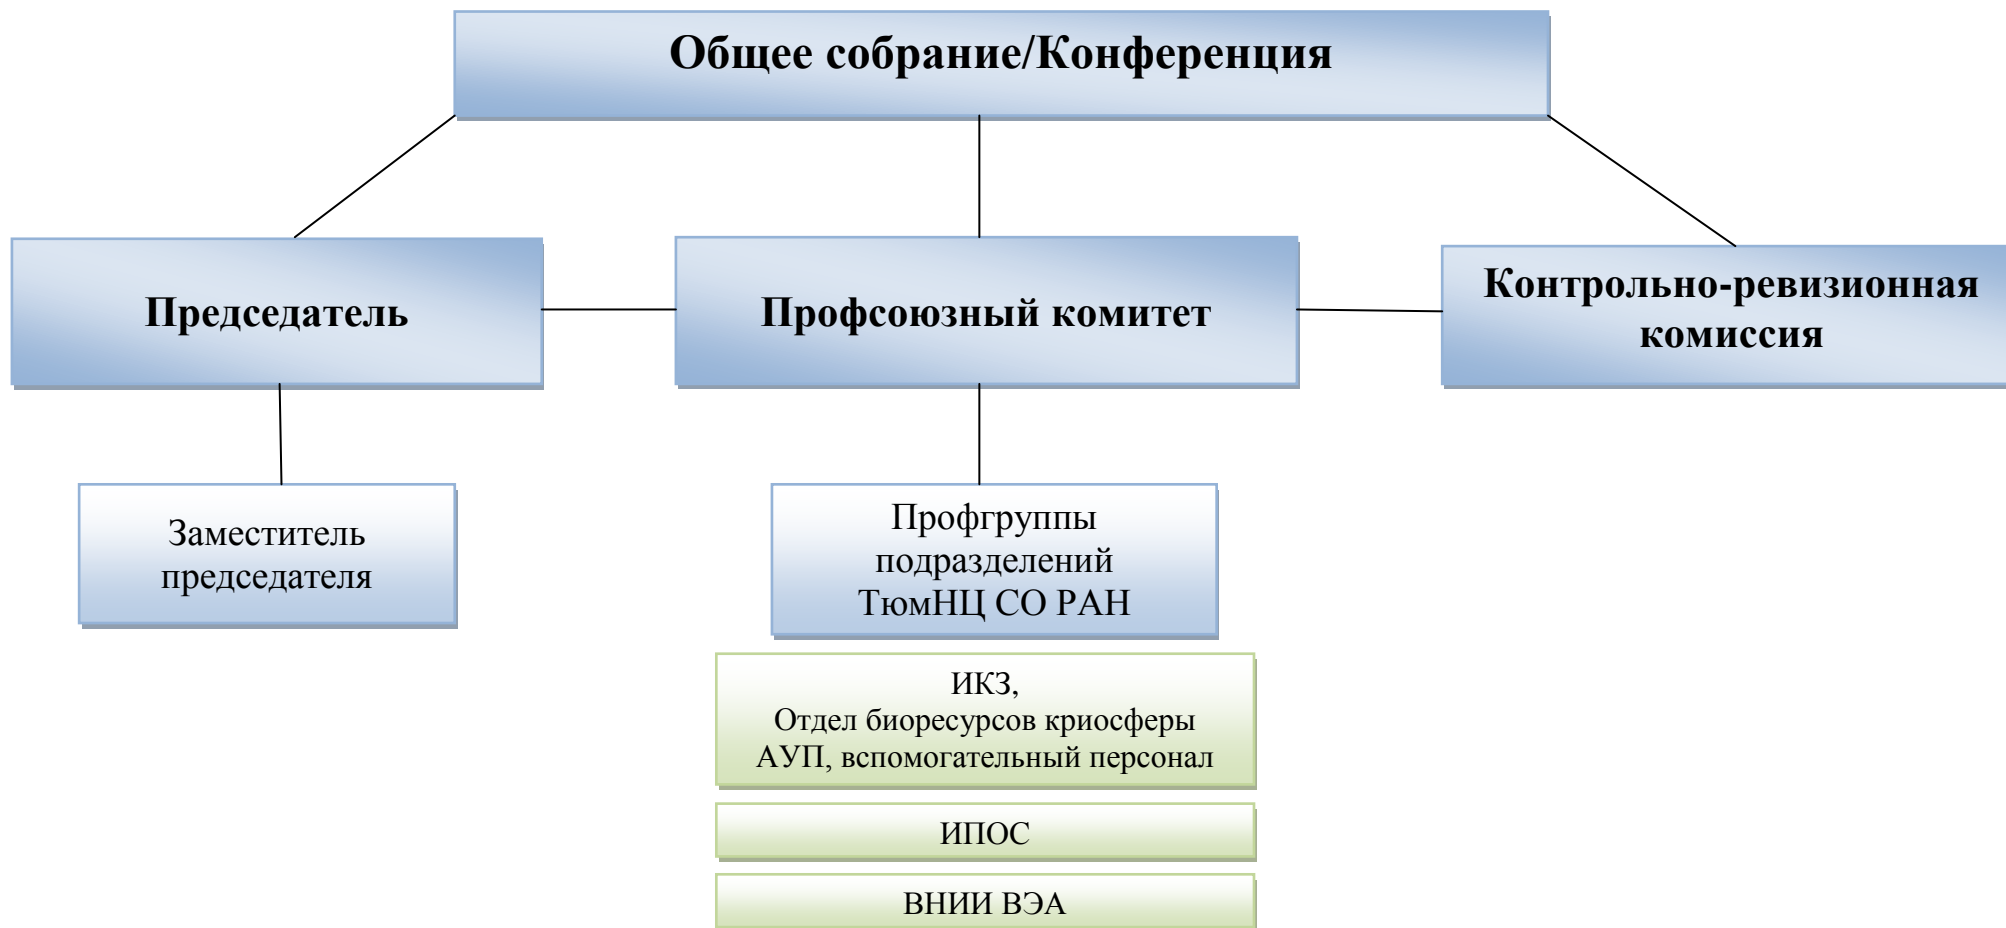 Общее собрание/Конференция
Председатель
Профсоюзный комитет
Контрольно-ревизионная
комиссия
Заместитель
председателя
Профгруппы
подразделений
ТюмНЦ СО РАН
ИКЗ,
Отдел биоресурсов криосферы
АУП, вспомогательный персонал
ИПОС
ВНИИ ВЭА